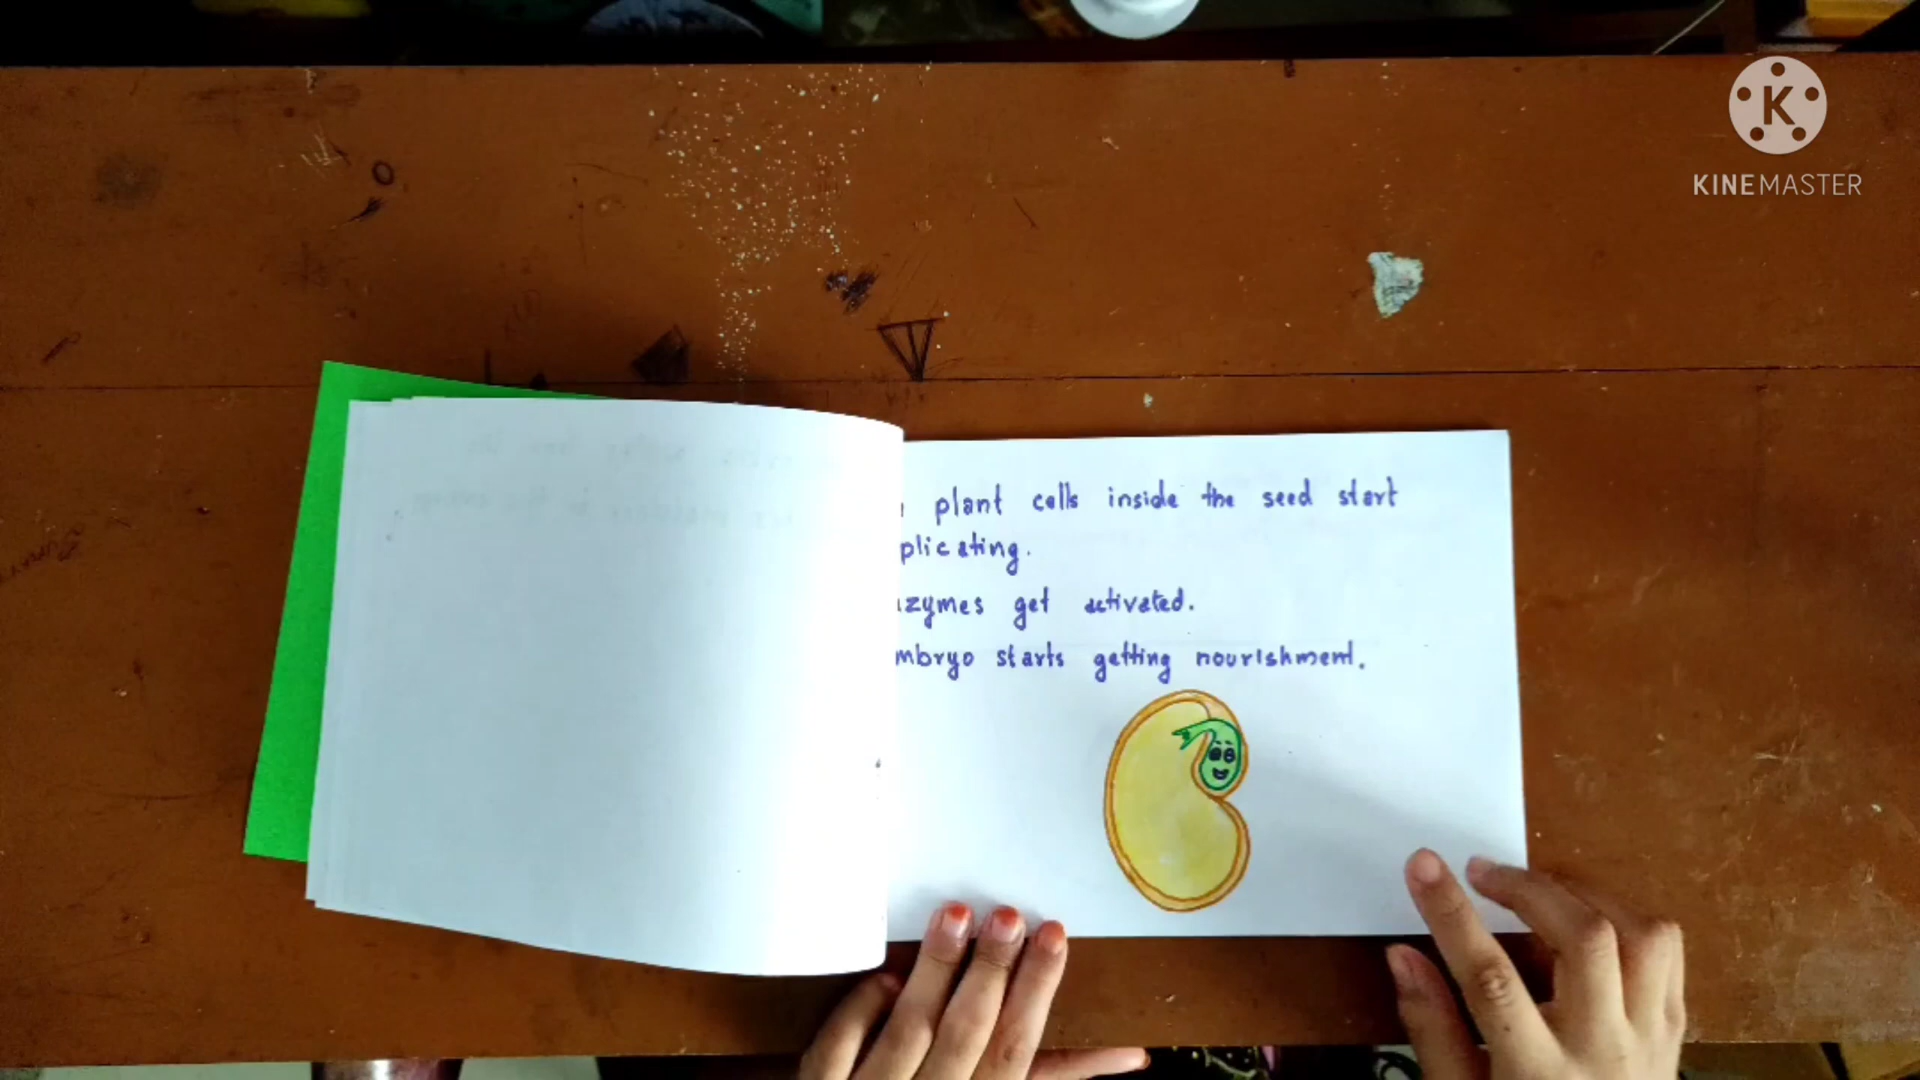 KINEMASTER
plant cells inside the seed start
plicating.
zymes get activated.
mbryo starts getting nourishment.